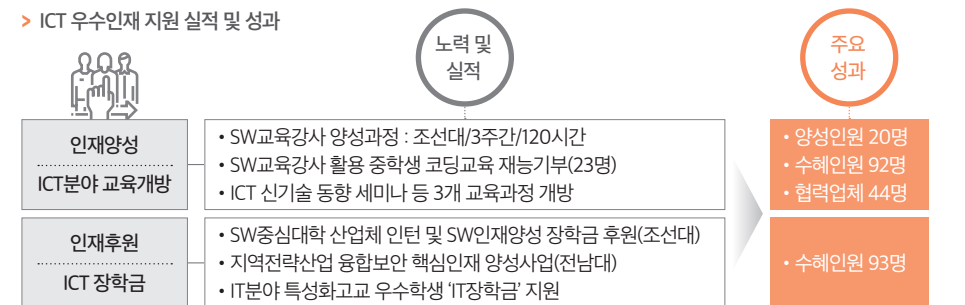 > ICT 우수인재 지원 실적 및 성과
노력 및
실적
주요
성과
인재양성
ICT분야 교육개방
• SW교육강사 양성과정 : 조선대/3주간/120시간
• SW교육강사 활용 중학생 코딩교육 재능기부(23명)
• ICT 신기술 동향 세미나 등 3개 교육과정 개방
• 양성인원 20명
• 수혜인원 92명
• 협력업체 44명
인재후원
ICT 장학금
• SW중심대학 산업체 인턴 및 SW인재양성 장학금 후원(조선대)
• 지역전략산업 융합보안 핵심인재 양성사업(전남대)
• IT분야 특성화고교 우수학생 ‘IT장학금’ 지원
• 수혜인원 93명